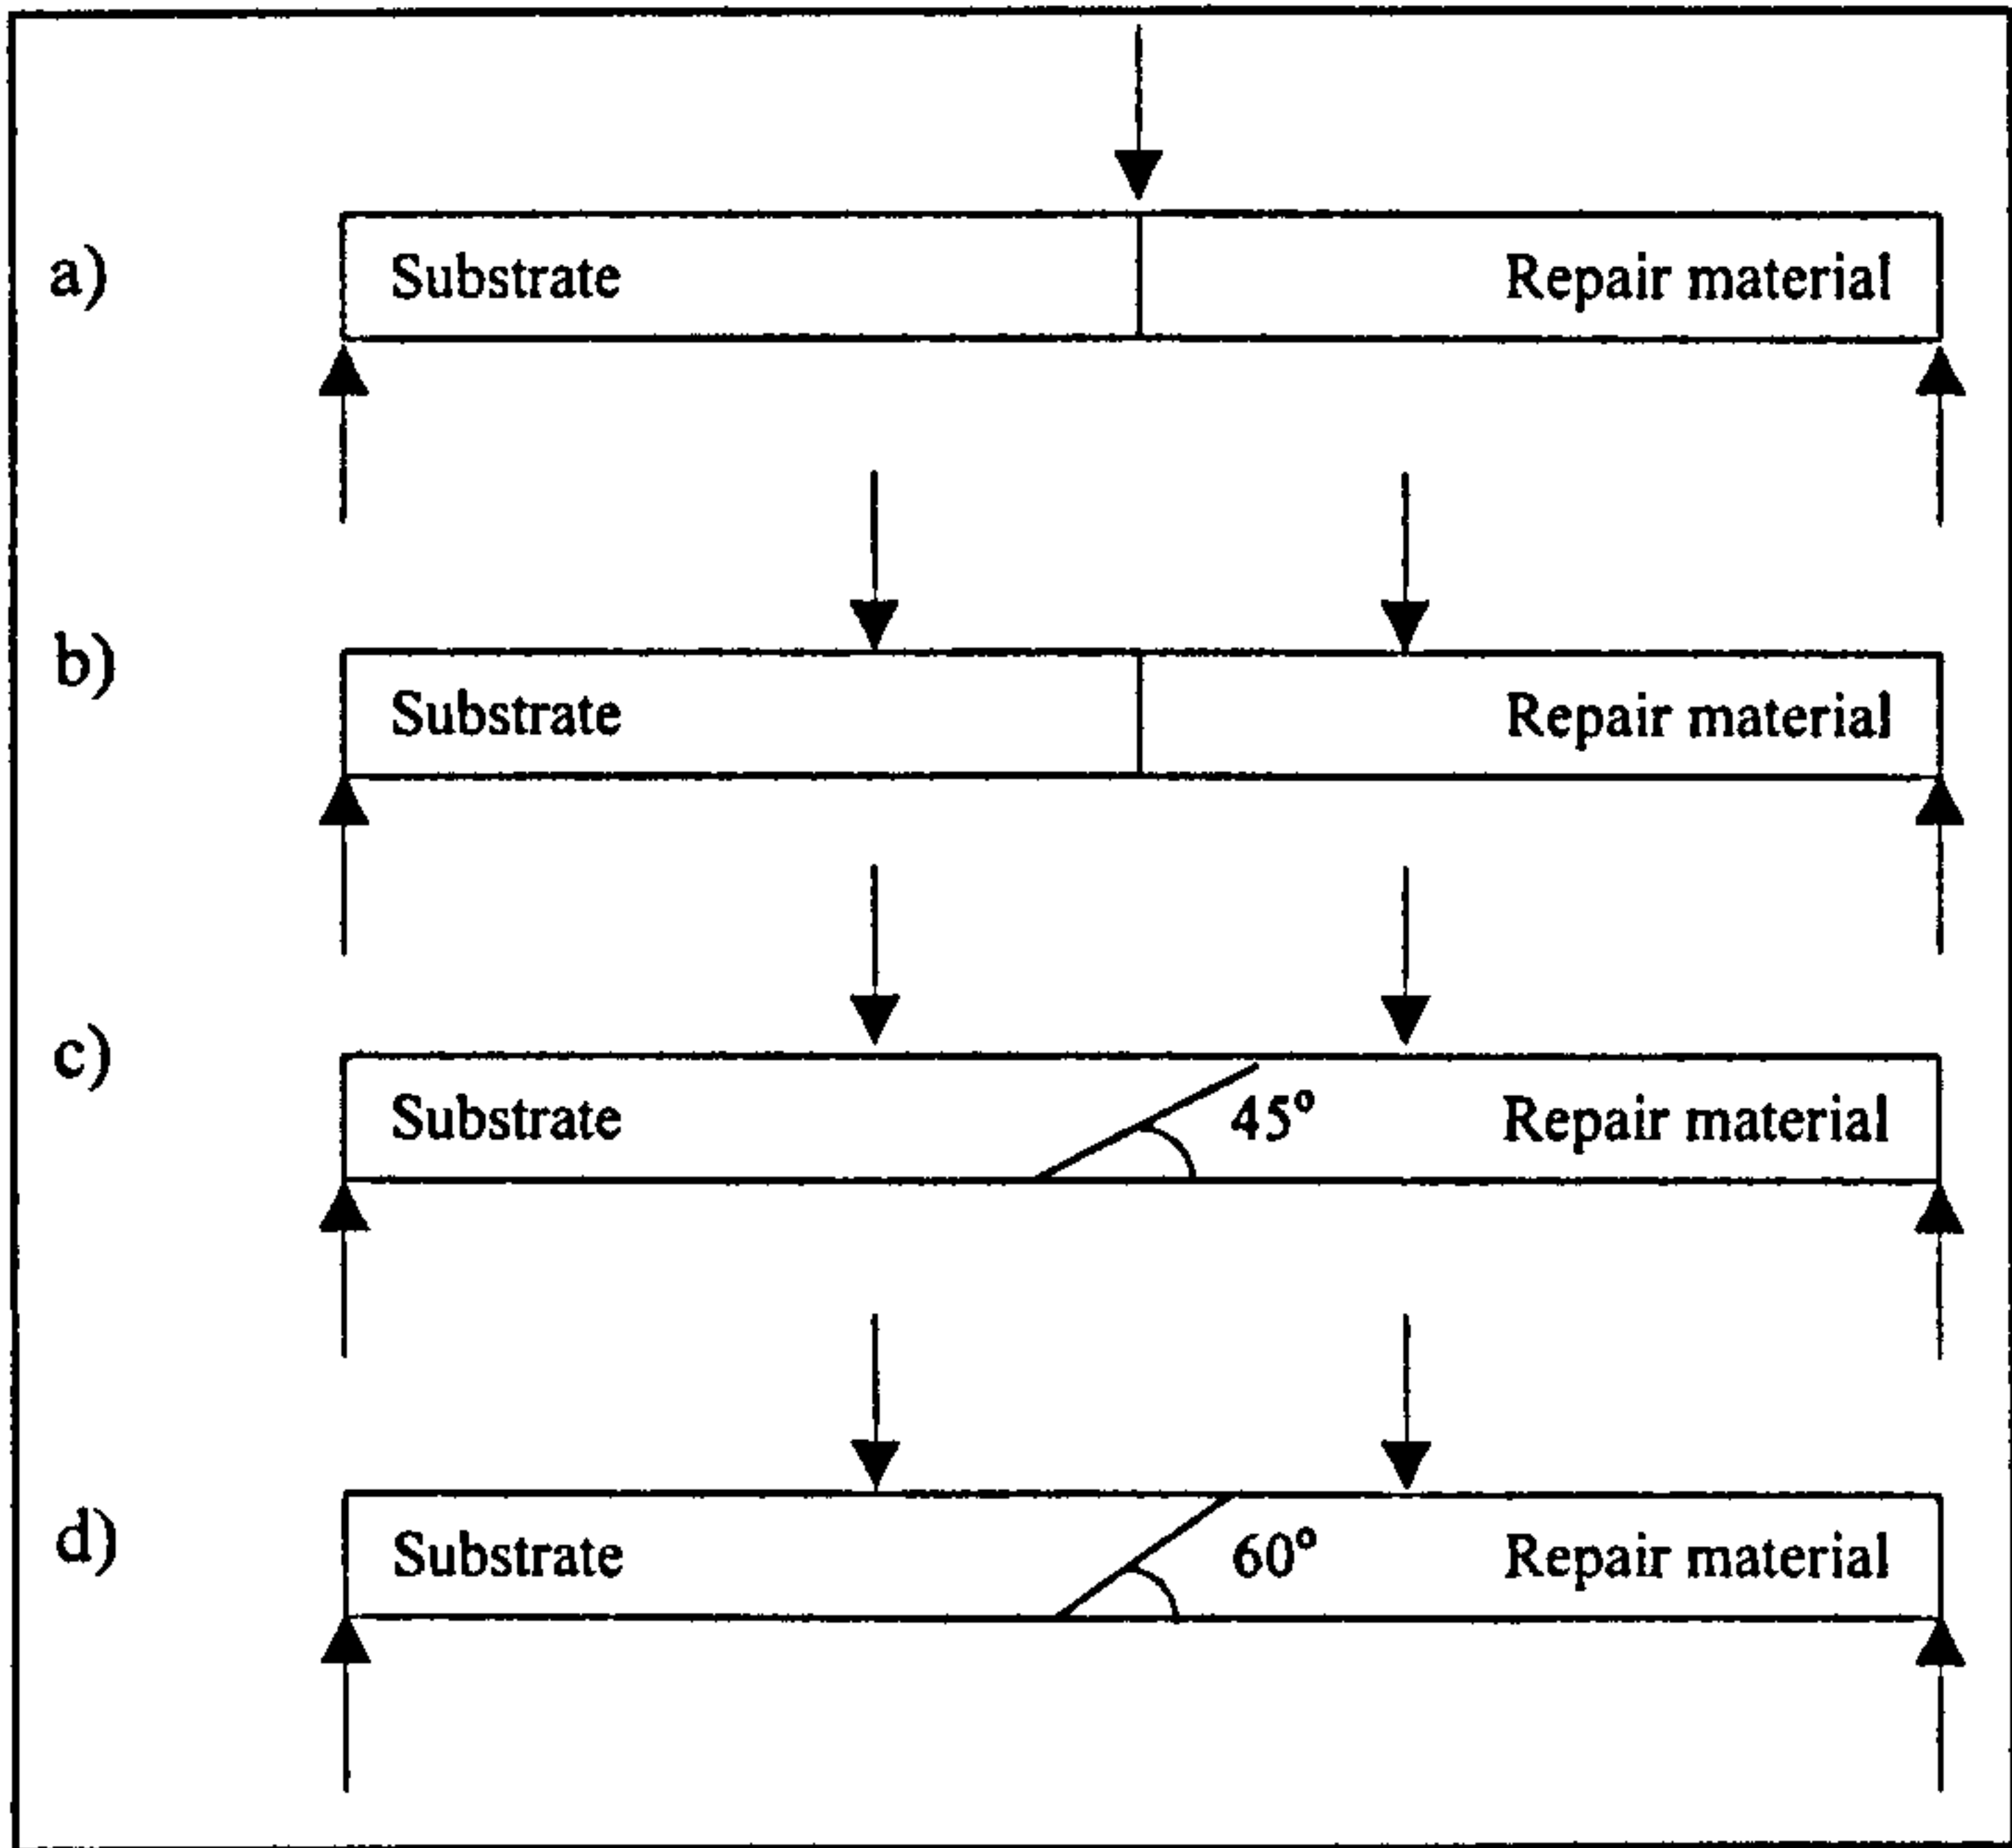 a) Substrate Repair material
b) Substrate Repair material
c) Substrate 45° Repair material
d) Substrate 60° Repair material